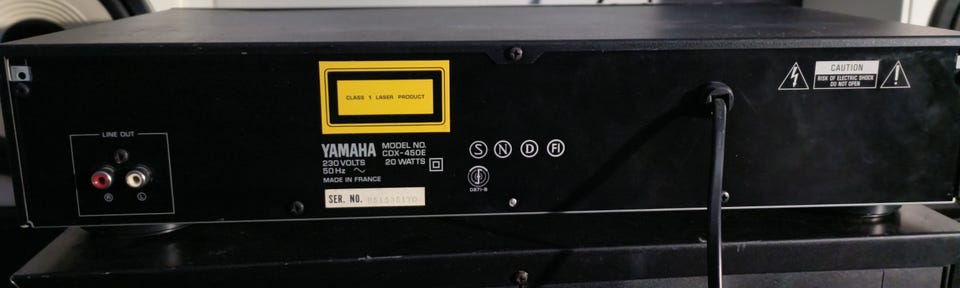 LINE OUT
R L
CLASS 1 LASER PRODUCT
YAMAHA MODEL NO. CDX-450E
230 VOLTS 20 WATTS
50Hz
MADE IN FRANCE
SER. NO.
S N D FI
CAUTION
RISK OF ELECTRIC SHOCK
DO NOT OPEN